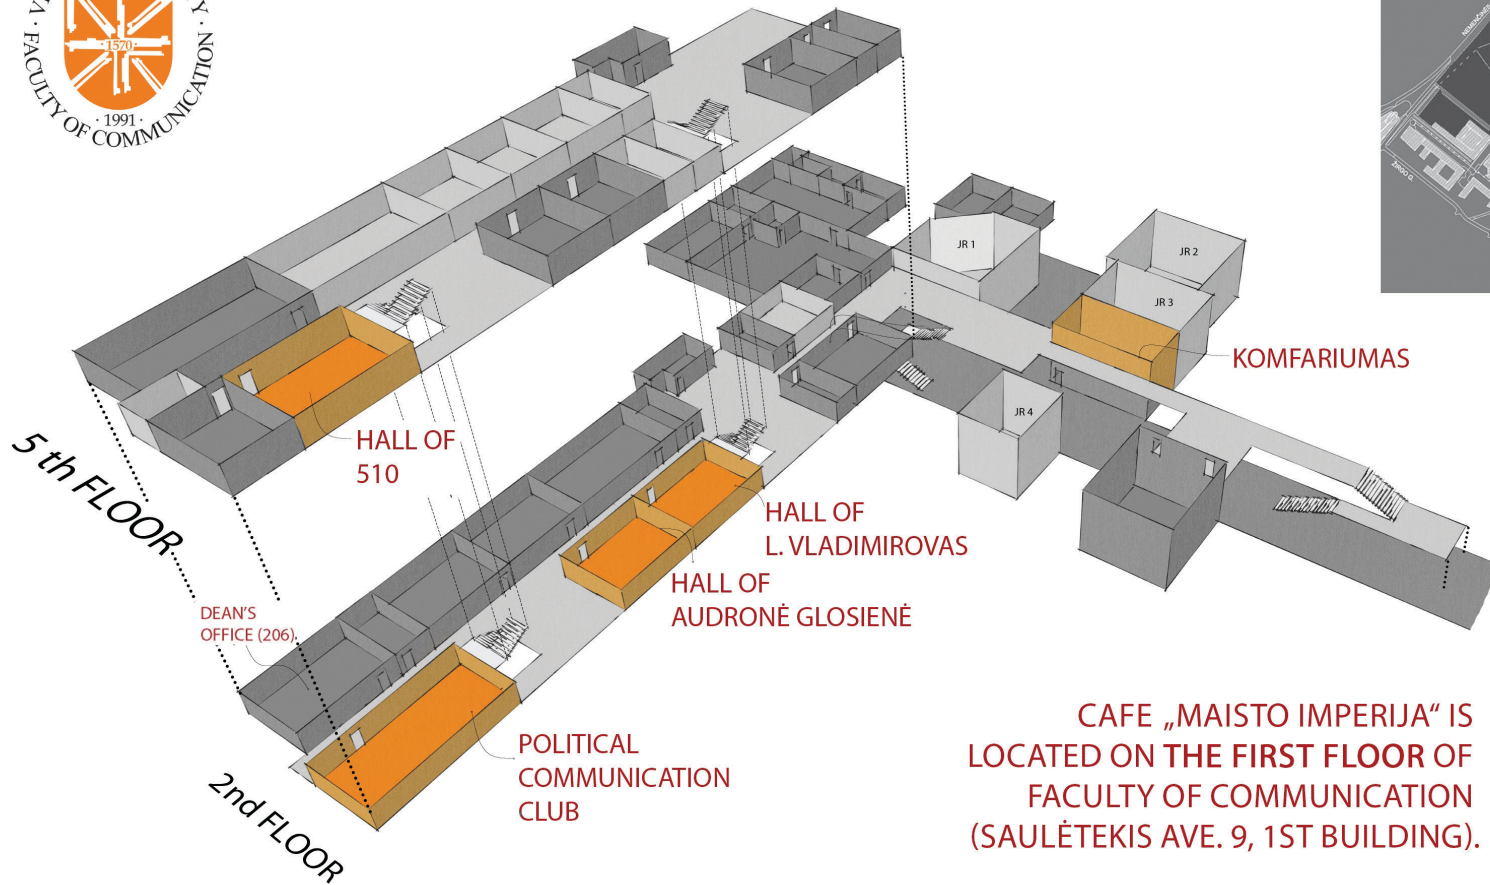 · FACULTY OF COMMUNICATION ·
· 1570 ·
· 1991 ·
NEMENČINĖS
ŽIRGO G.
JR 1
JR 2
JR 3
JR 4
KOMFARIUMAS
HALL OF
510
5 th FLOOR
HALL OF
L. VLADIMIROVAS
HALL OF
AUDRONĖ GLOSIENĖ
DEAN'S
OFFICE (206)
POLITICAL
COMMUNICATION
CLUB
2nd FLOOR
CAFE „MAISTO IMPERIJA“ IS
LOCATED ON THE FIRST FLOOR OF
FACULTY OF COMMUNICATION
(SAULĖTEKIS AVE. 9, 1ST BUILDING).